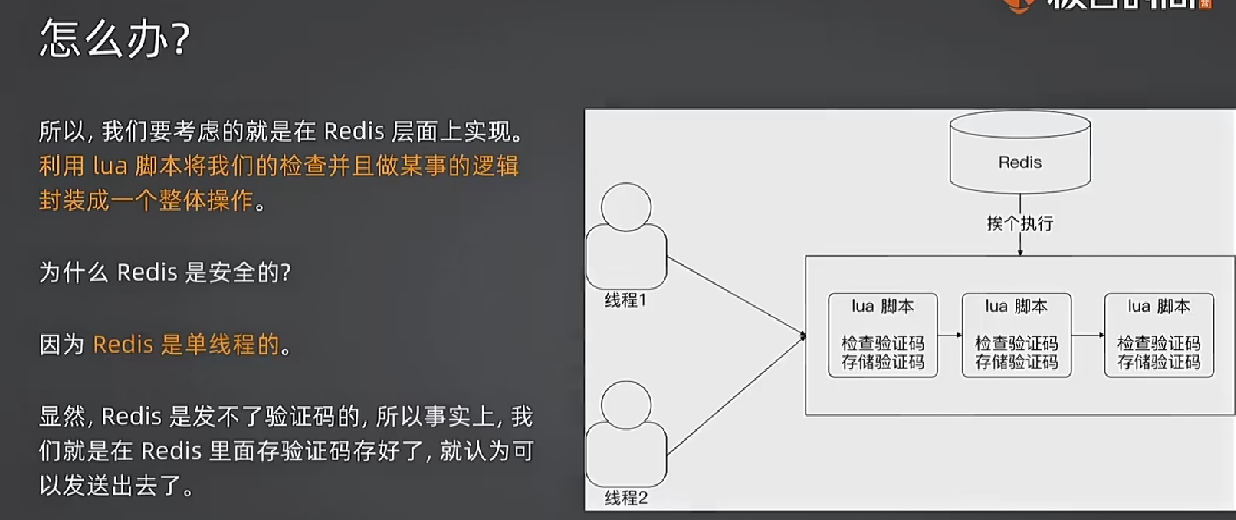 怎么办?
所以, 我们要考虑的就是在 Redis 层面上实现。
利用 lua 脚本将我们的检查并且做某事的逻辑
封装成一个整体操作。
为什么 Redis 是安全的?
因为 Redis 是单线程的。
显然, Redis 是发不了验证码的, 所以事实上, 我
们就是在 Redis 里面存验证码存好了, 就认为可
以发送出去了。
Redis
挨个执行
线程1
lua 脚本
检查验证码
存储验证码
lua 脚本
检查验证码
存储验证码
lua 脚本
检查验证码
存储验证码
线程2